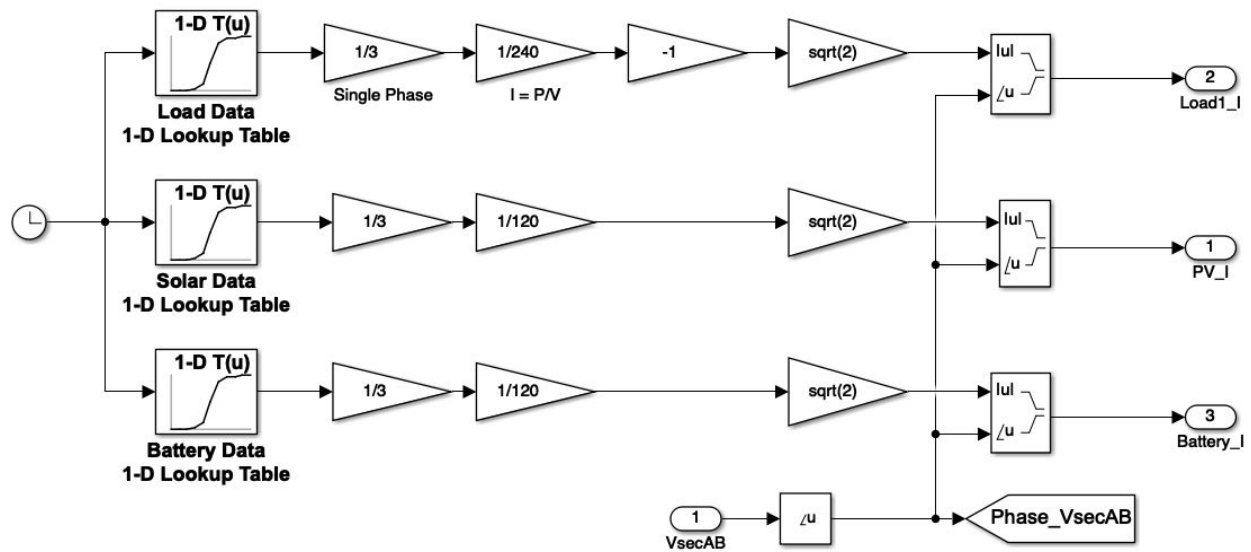 1-D T(u)
Load Data
1-D Lookup Table
1/3
Single Phase
1/240
I = P/V
-1
sqrt(2)
|u|
∠u
2
Load1_I
1-D T(u)
Solar Data
1-D Lookup Table
1/3
1/120
sqrt(2)
|u|
∠u
1
PV_I
1-D T(u)
Battery Data
1-D Lookup Table
1/3
1/120
sqrt(2)
|u|
∠u
3
Battery_I
1
VsecAB
∠u
Phase_VsecAB